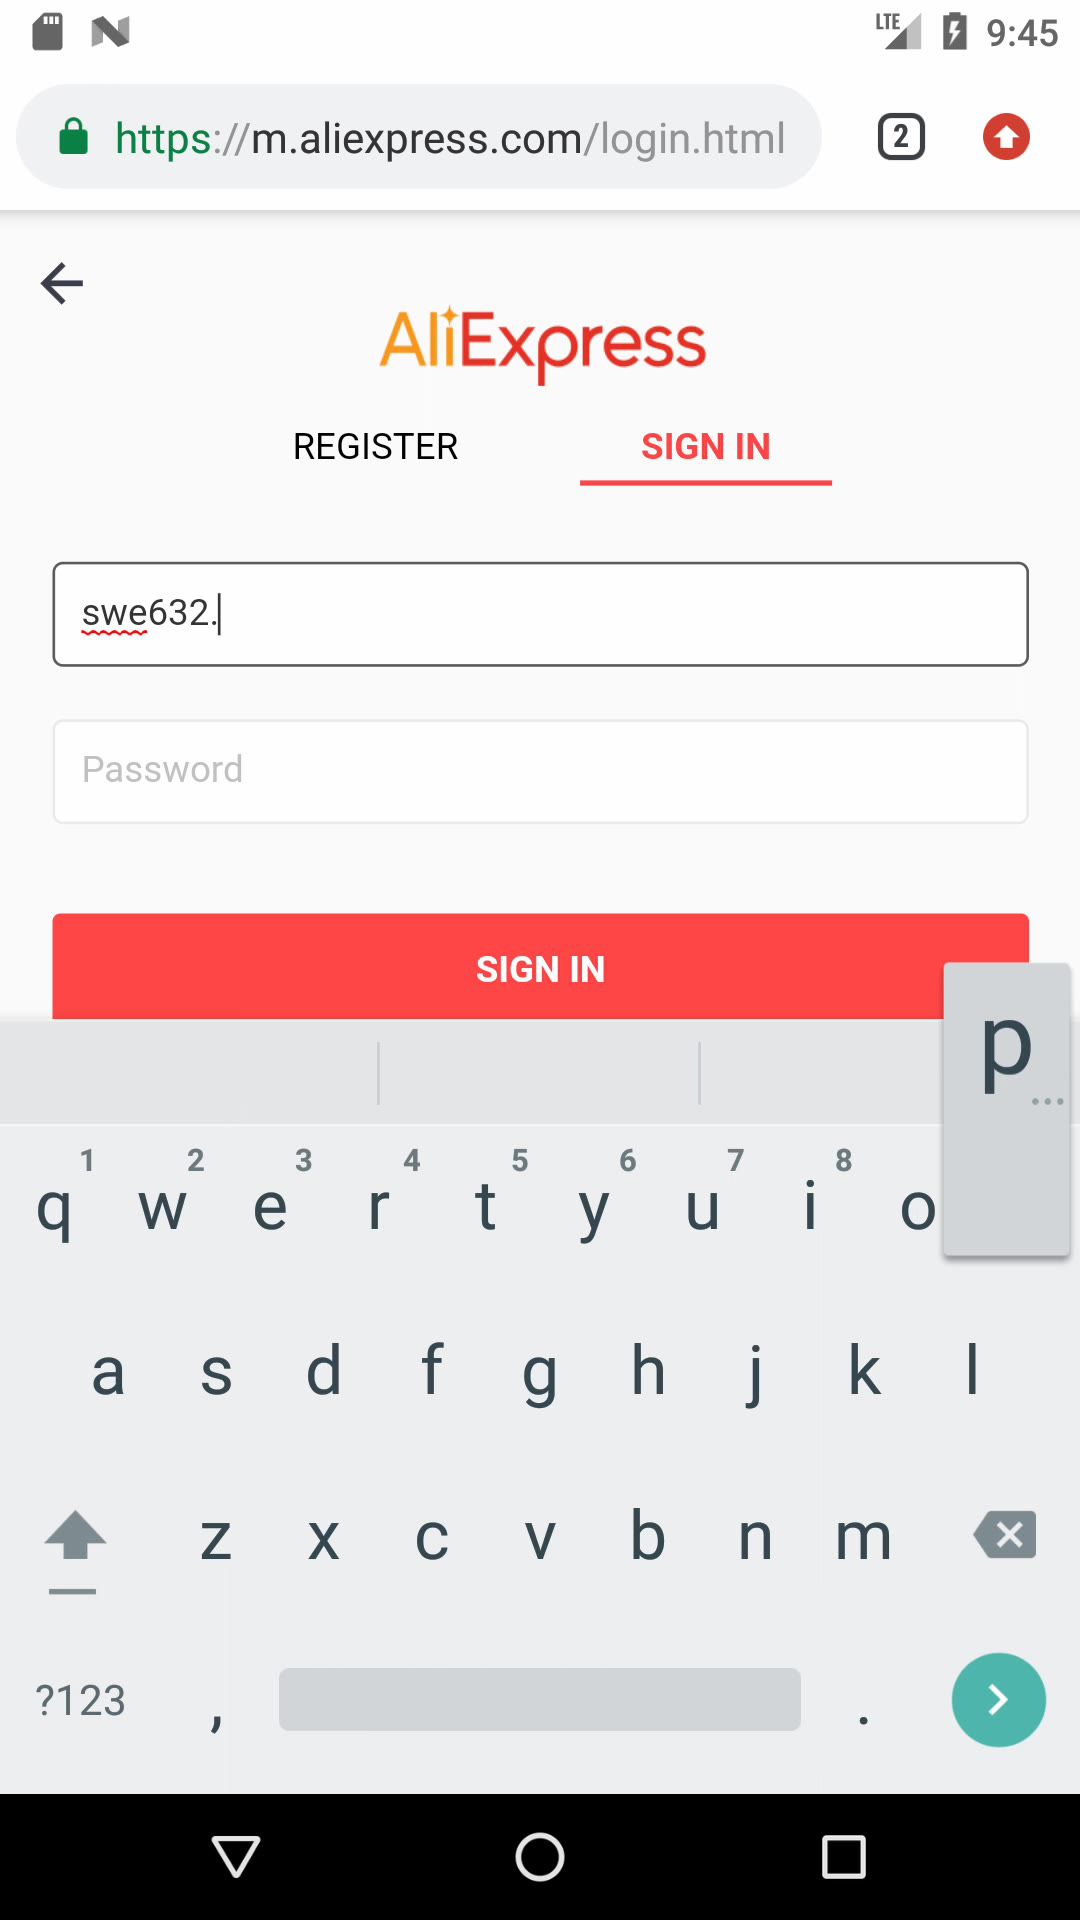 LTE 9:45
https://m.aliexpress.com/login.html 2
AliExpress
REGISTER SIGN IN
swe632.
Password
SIGN IN
p
...
1 2 3 4 5 6 7 8
q w e r t y u i o
a s d f g h j k l
z x c v b n m
?123 , .